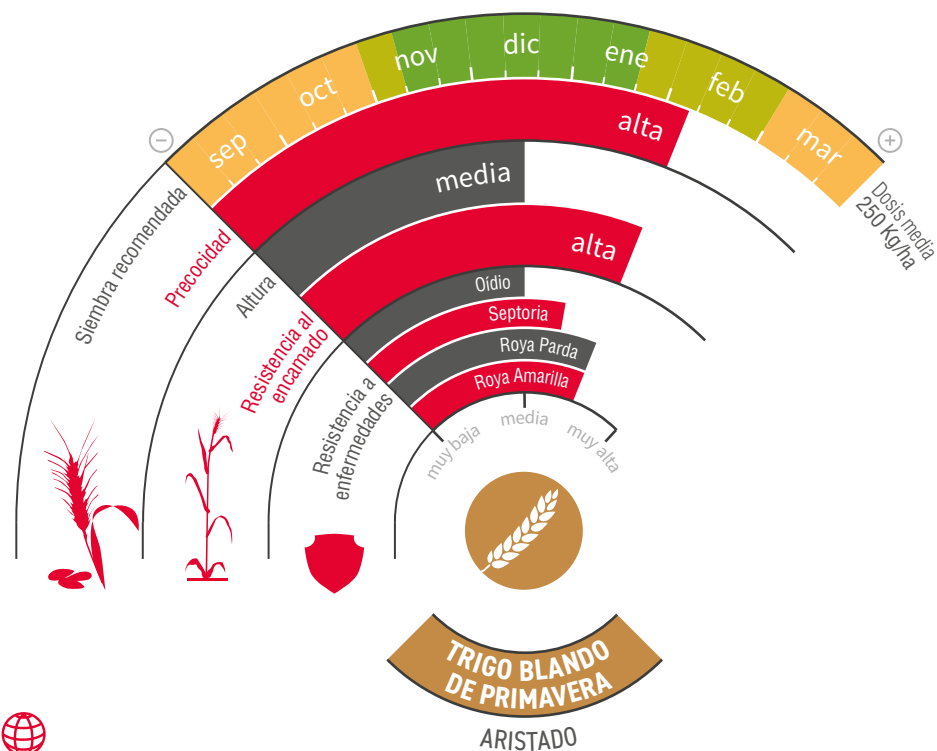 sep
oct
nov
dic
ene
feb
mar
−
+
Siembra recomendada
Dosis media
250 Kg/ha
Precocidad
alta
Altura
media
Resistencia al
encamado
alta
Resistencia a
enfermedades
Oídio
Septoria
Roya Parda
Roya Amarilla
muy baja
media
muy alta
TRIGO BLANDO
DE PRIMAVERA
ARISTADO